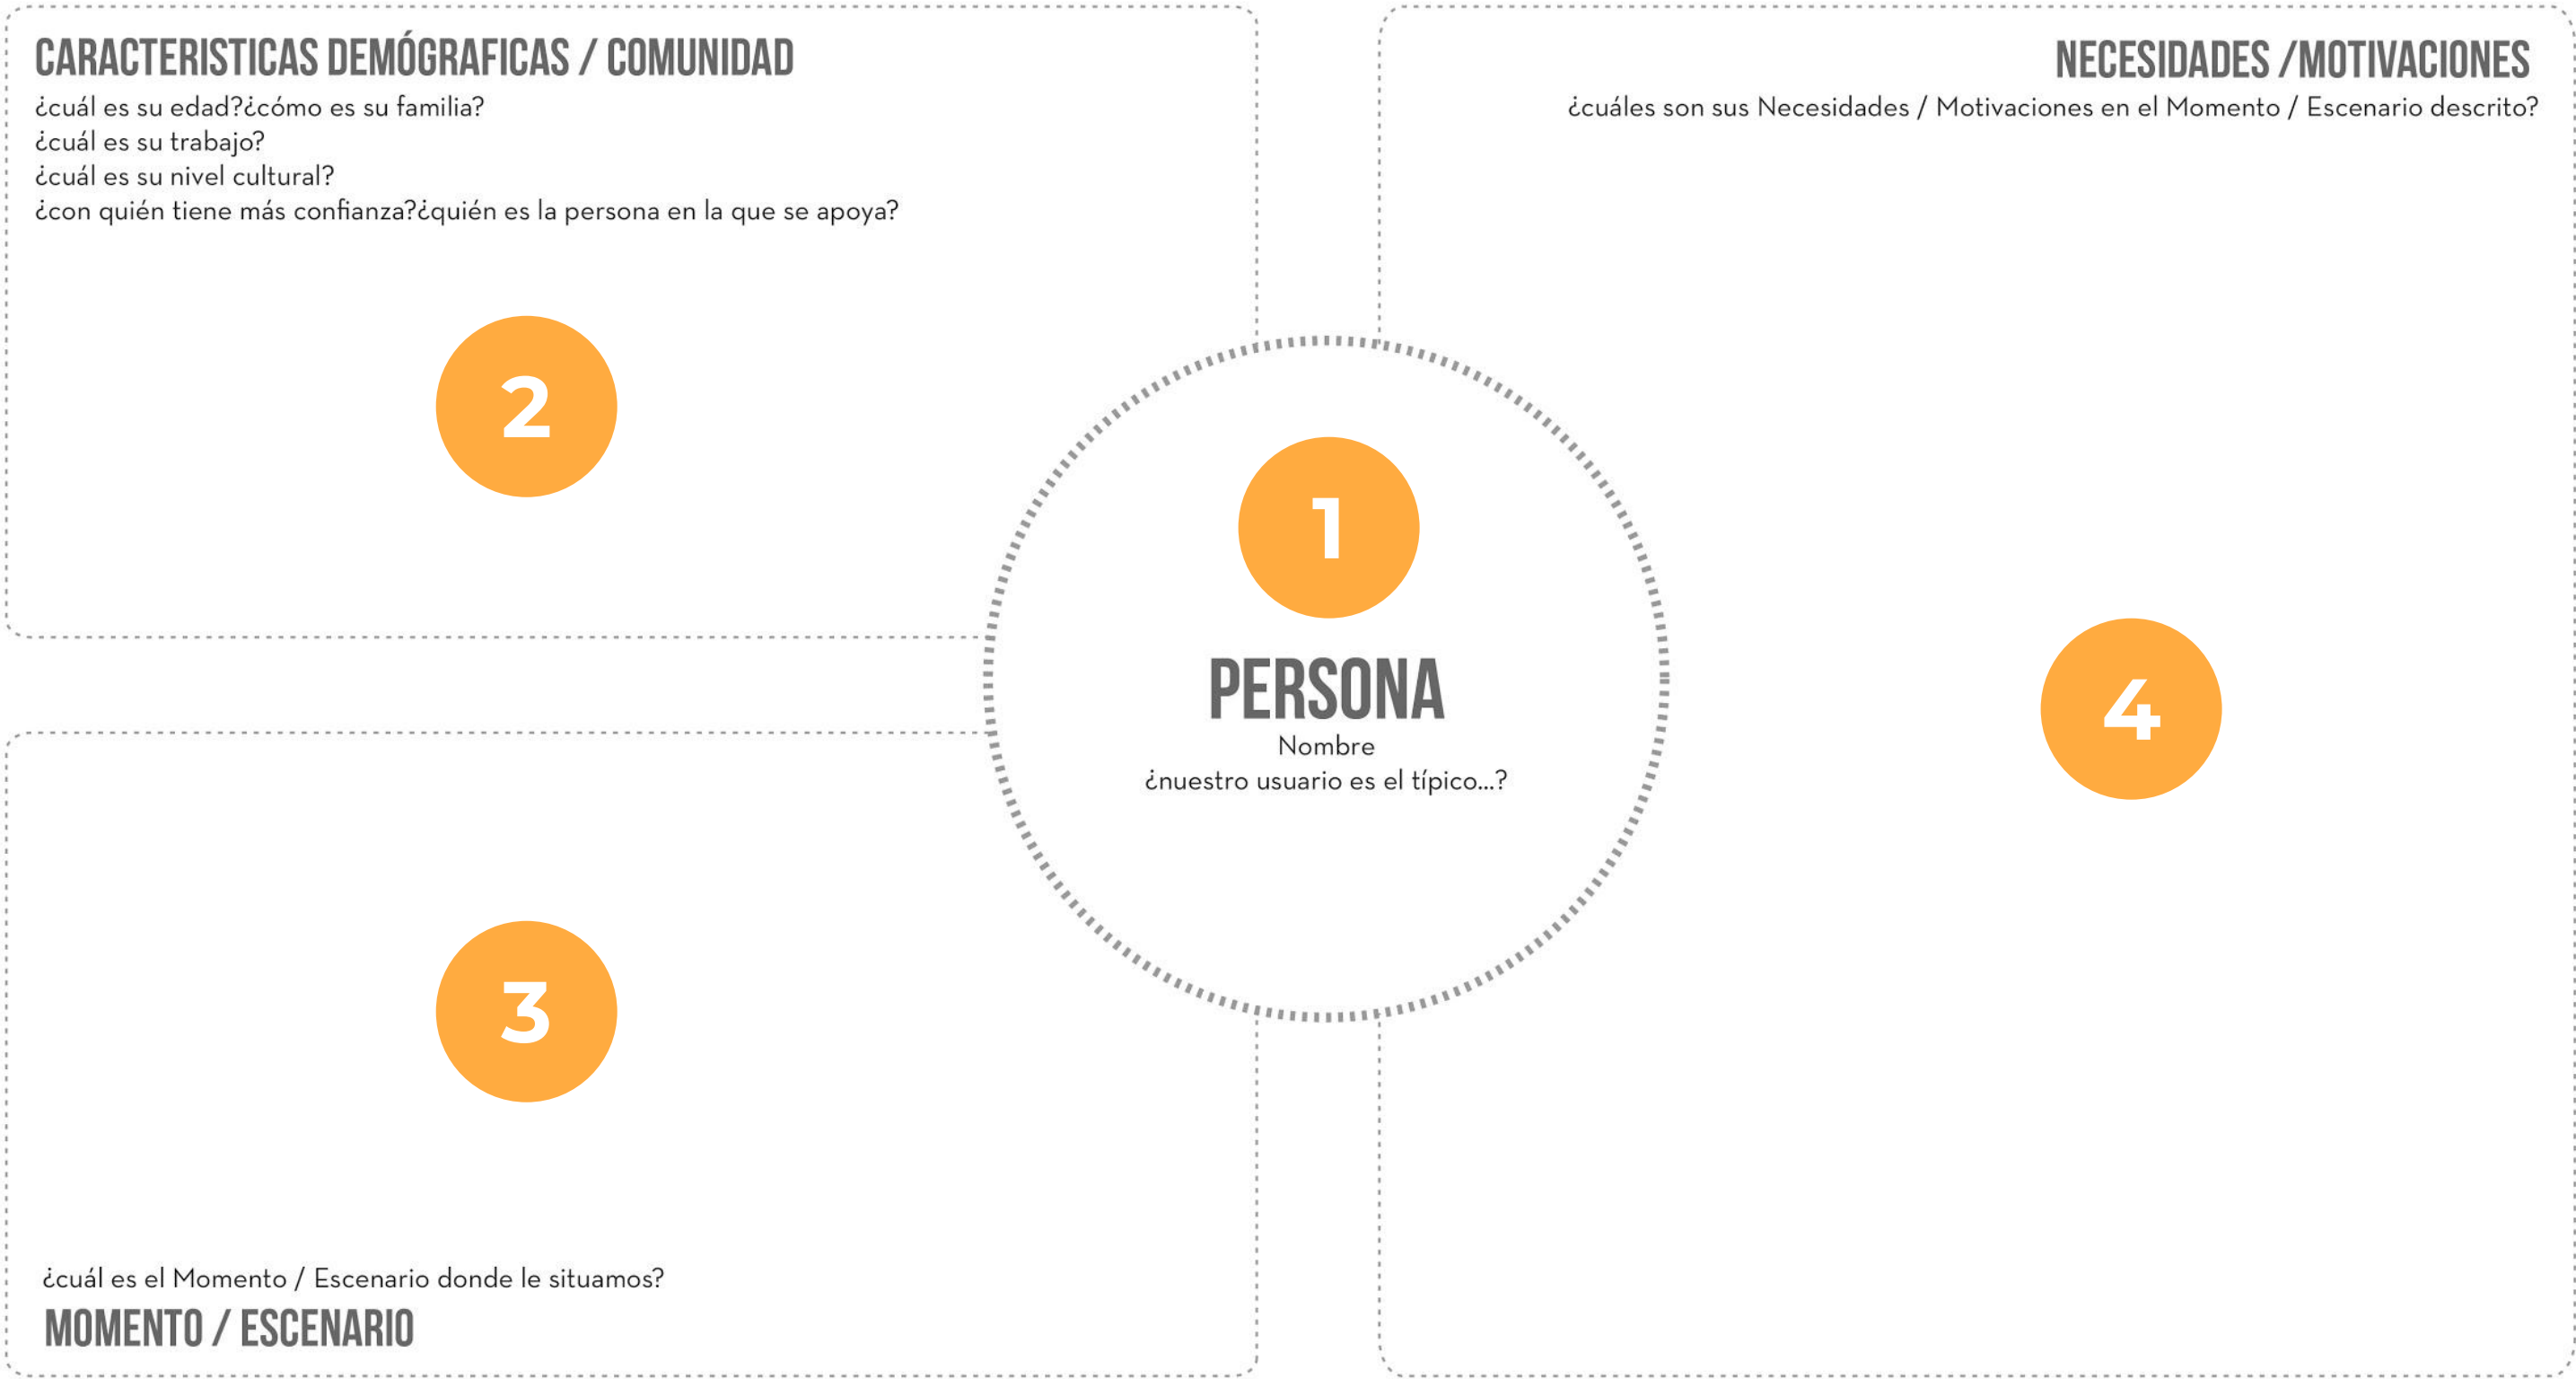 CARACTERISTICAS DEMÓGRAFICAS / COMUNIDAD
¿cuál es su edad?¿cómo es su familia?
¿cuál es su trabajo?
¿cuál es su nivel cultural?
¿con quién tiene más confianza?¿quién es la persona en la que se apoya?
2
NECESIDADES /MOTIVACIONES
¿cuáles son sus Necesidades / Motivaciones en el Momento / Escenario descrito?
1
PERSONA
Nombre
¿nuestro usuario es el típico...?
4
3
¿cuál es el Momento / Escenario donde le situamos?
MOMENTO / ESCENARIO